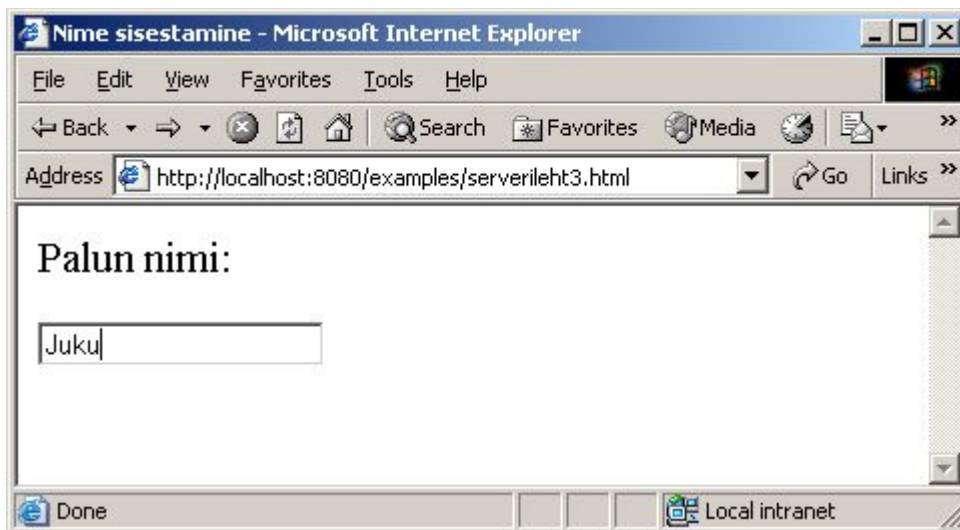 Nime sisestamine - Microsoft Internet Explorer
File Edit View Favorites Tools Help
Back Search Favorites Media »
Address http://localhost:8080/examples/serverileht3.html Go Links »
Palun nimi:
Juku
Done Local intranet